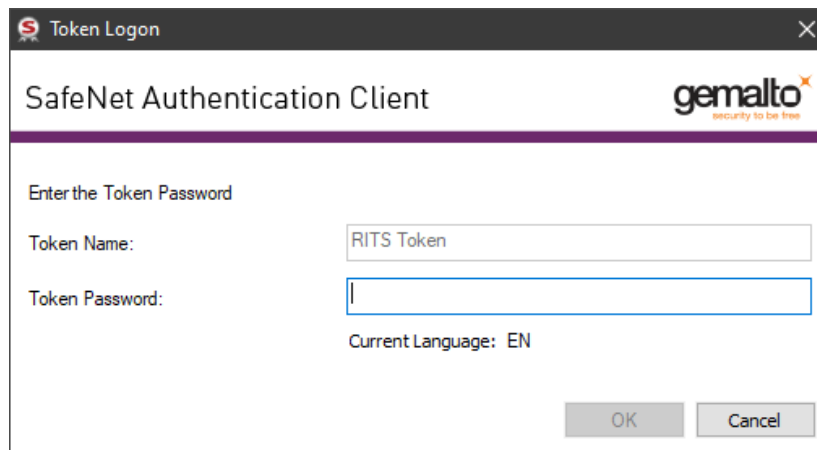 Token Logon
SafeNet Authentication Client
gemalto
security to be free
Enter the Token Password
Token Name: RITS Token
Token Password:
Current Language: EN
OK Cancel